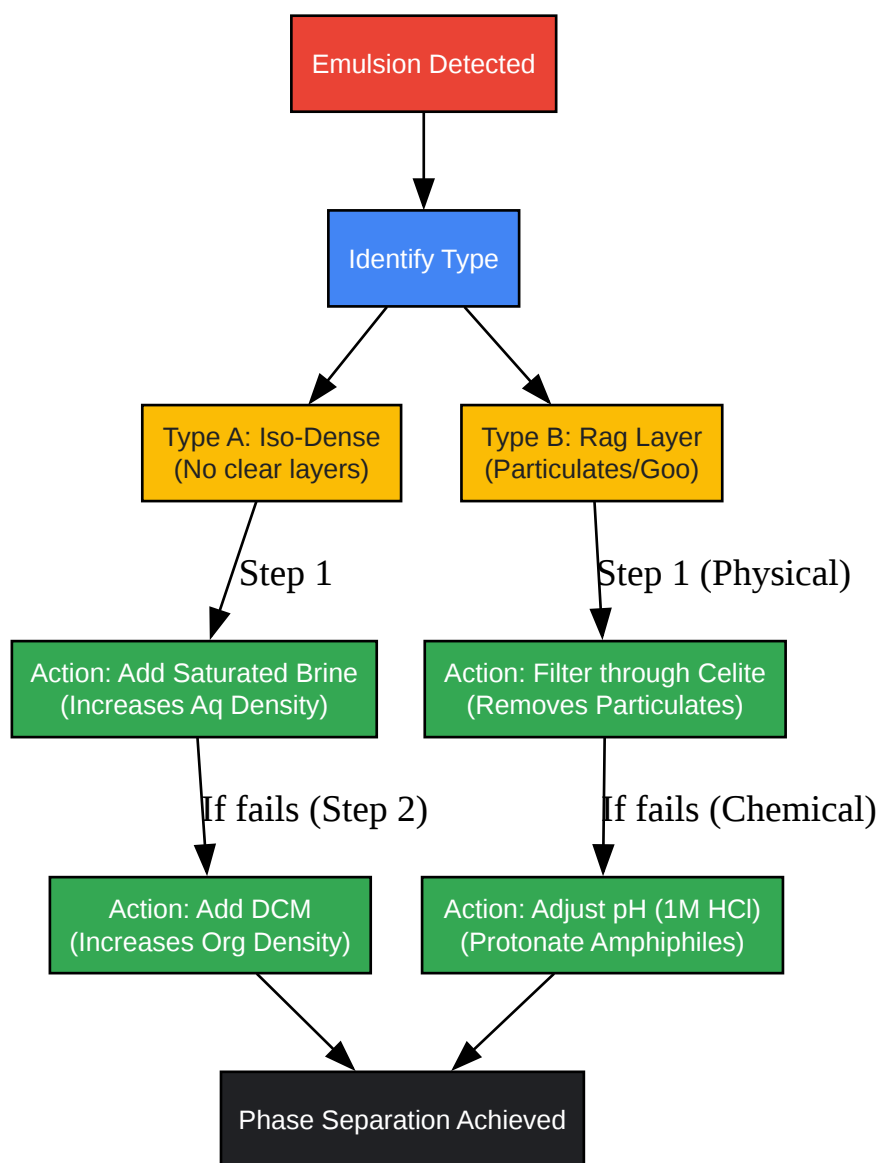 Emulsion Detected
Identify Type
Type A: Iso-Dense
(No clear layers)
Type B: Rag Layer
(Particulates/Goo)
Step 1
Step 1 (Physical)
Action: Add Saturated Brine
(Increases Aq Density)
Action: Filter through Celite
(Removes Particulates)
If fails (Step 2)
If fails (Chemical)
Action: Add DCM
(Increases Org Density)
Action: Adjust pH (1M HCl)
(Protonate Amphiphiles)
Phase Separation Achieved